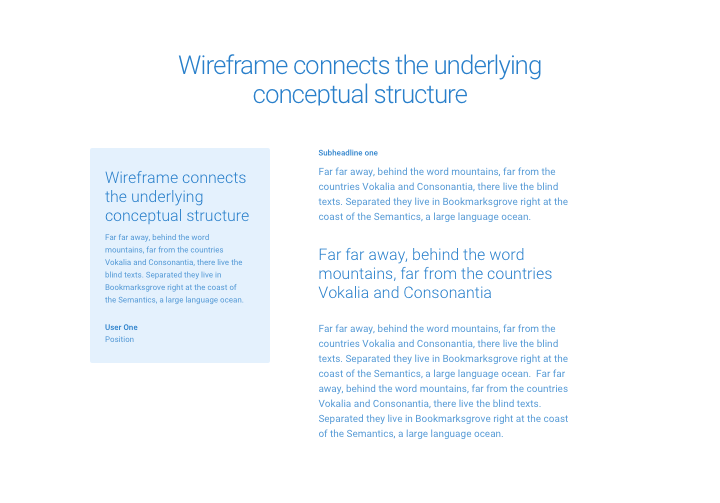 Wireframe connects the underlying
conceptual structure
Wireframe connects
the underlying
conceptual structure
Far far away, behind the word
mountains, far from the countries
Vokalia and Consonantia, there live the
blind texts. Separated they live in
Bookmarksgrove right at the coast of
the Semantics, a large language ocean.
User One
Position
Subheadline one
Far far away, behind the word mountains, far from the
countries Vokalia and Consonantia, there live the blind
texts. Separated they live in Bookmarksgrove right at the
coast of the Semantics, a large language ocean.
Far far away, behind the word
mountains, far from the countries
Vokalia and Consonantia
Far far away, behind the word mountains, far from the
countries Vokalia and Consonantia, there live the blind
texts. Separated they live in Bookmarksgrove right at the
coast of the Semantics, a large language ocean.  Far far
away, behind the word mountains, far from the countries
Vokalia and Consonantia, there live the blind texts.
Separated they live in Bookmarksgrove right at the coast
of the Semantics, a large language ocean.